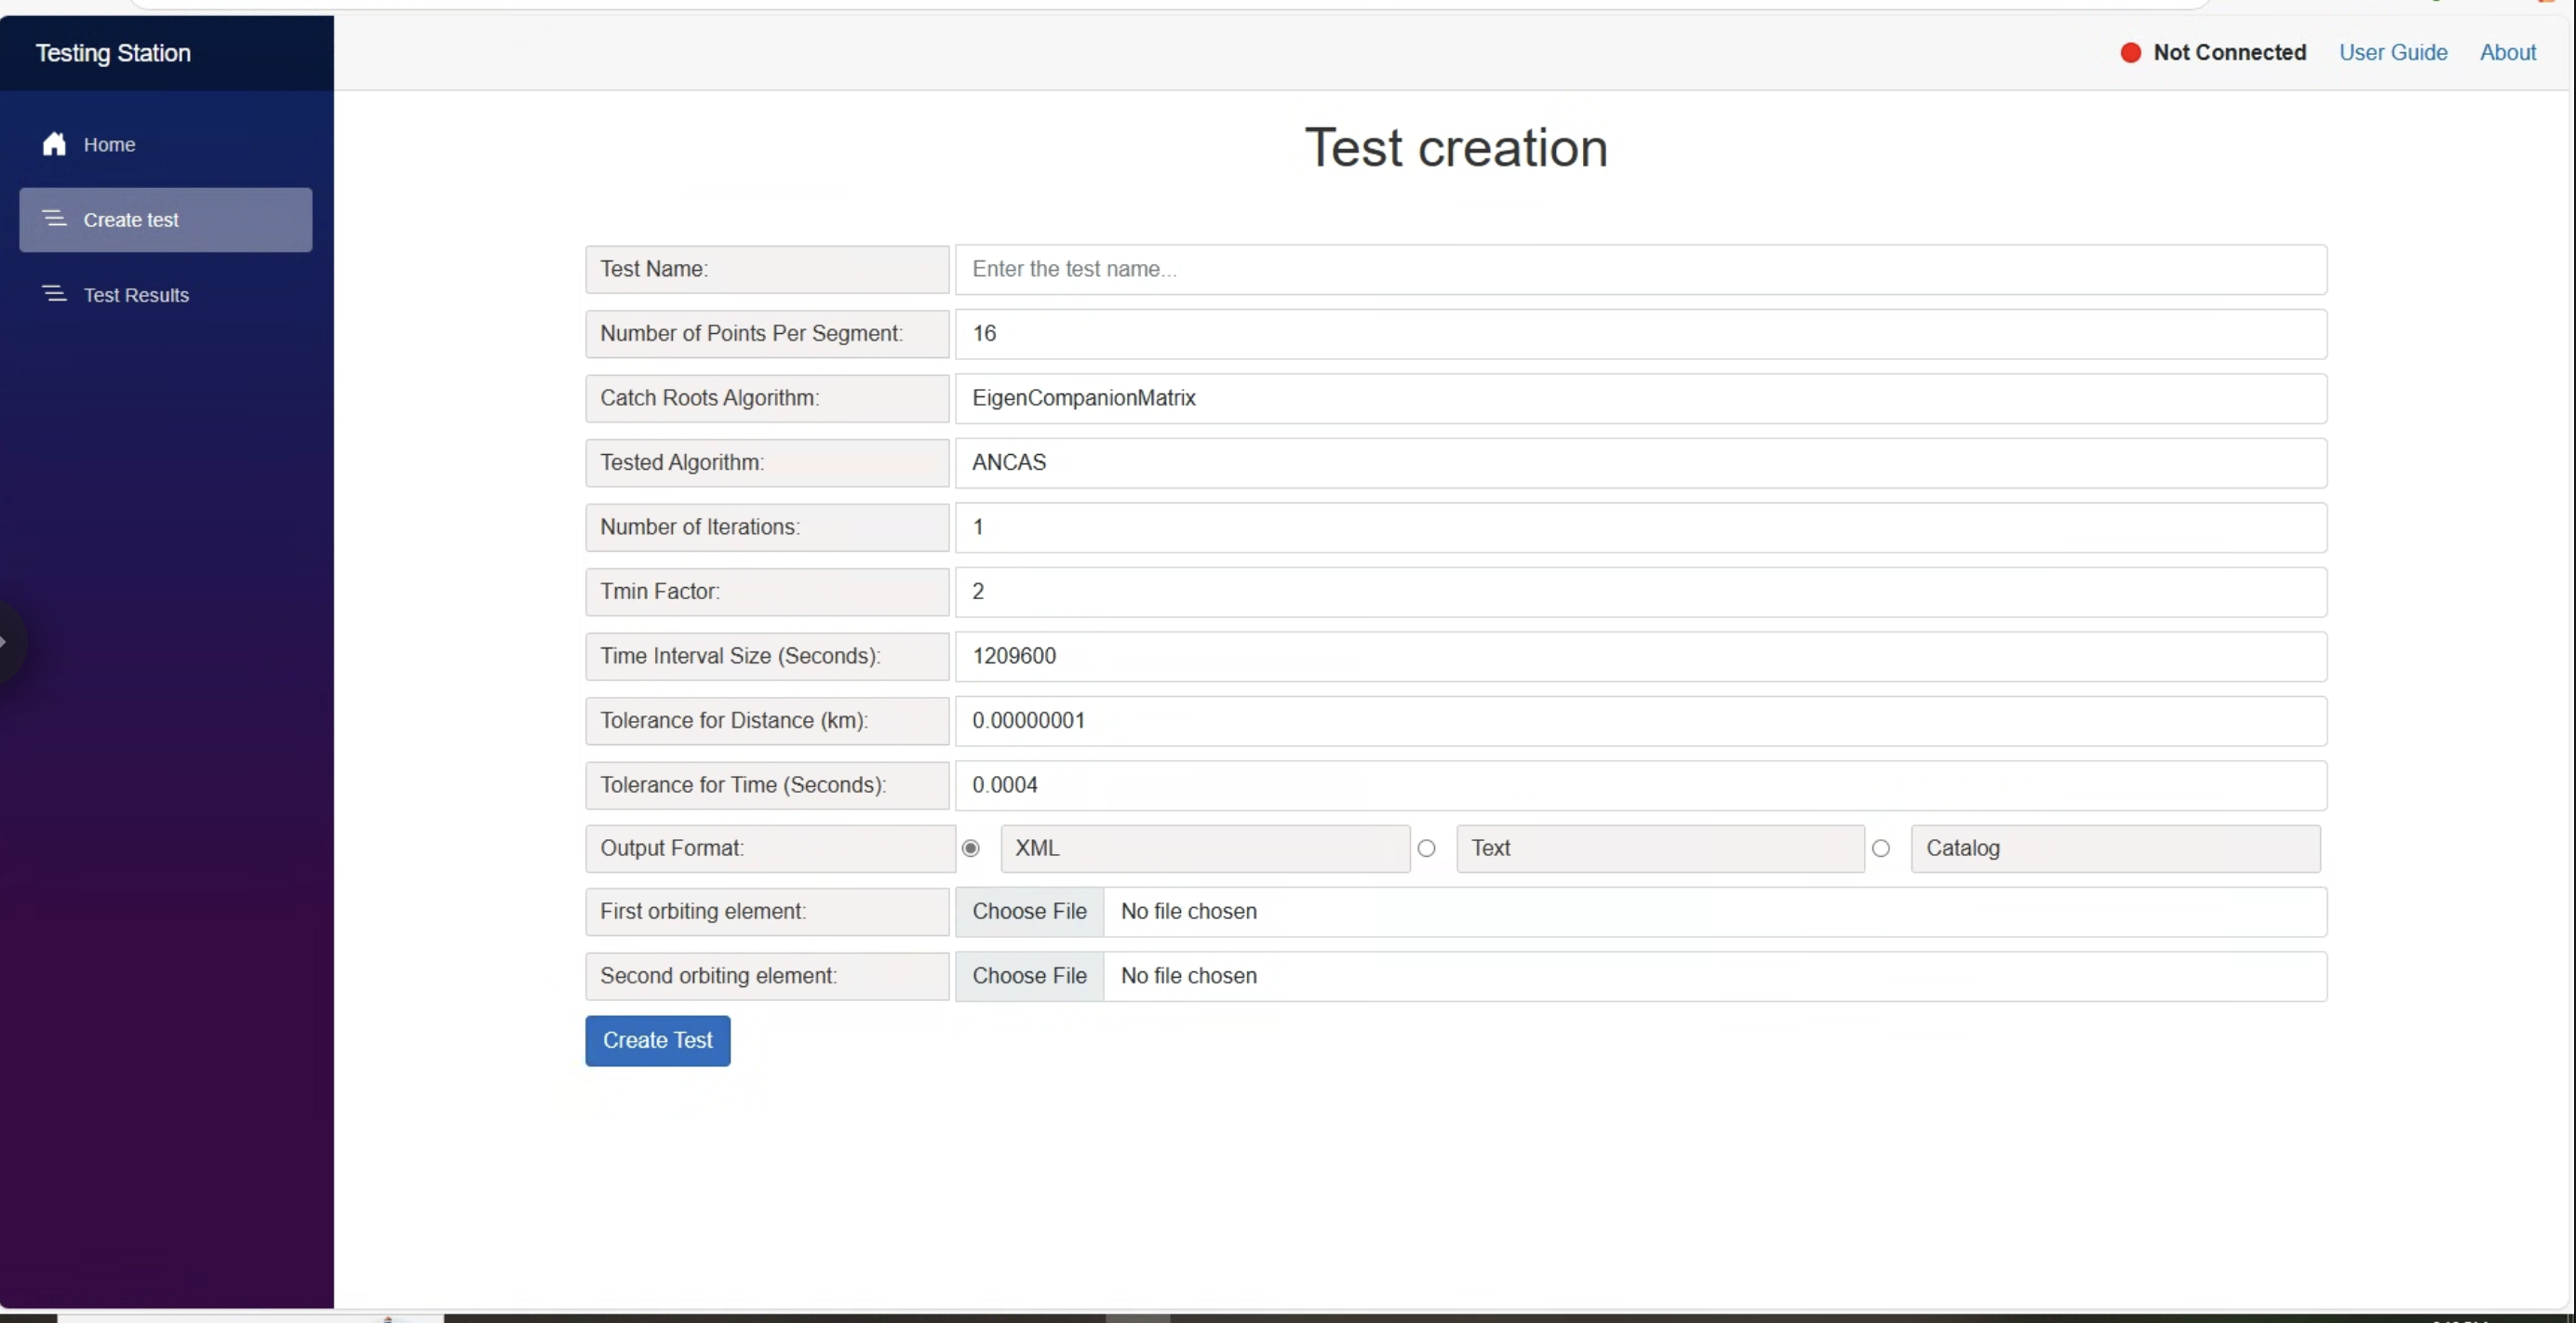 Testing Station
Not Connected User Guide About
Home
Create test
Test Results
Test creation
Test Name: Enter the test name...
Number of Points Per Segment: 16
Catch Roots Algorithm: EigenCompanionMatrix
Tested Algorithm: ANCAS
Number of Iterations: 1
Tmin Factor: 2
Time Interval Size (Seconds): 1209600
Tolerance for Distance (km): 0.00000001
Tolerance for Time (Seconds): 0.0004
Output Format: XML Text Catalog
First orbiting element: Choose File No file chosen
Second orbiting element: Choose File No file chosen
Create Test